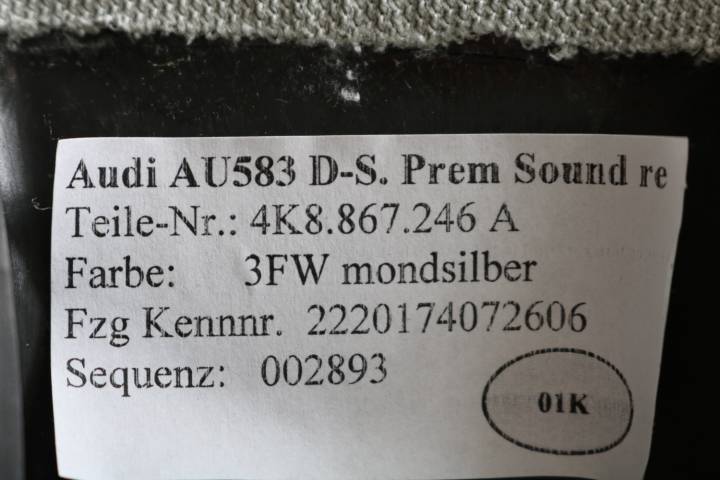 Audi AU583 D-S. Prem Sound re
Teile-Nr.: 4K8.867.246 A
Farbe: 3FW mondsilber
Fzg Kennnr. 2220174072606
Sequenz: 002893
01K